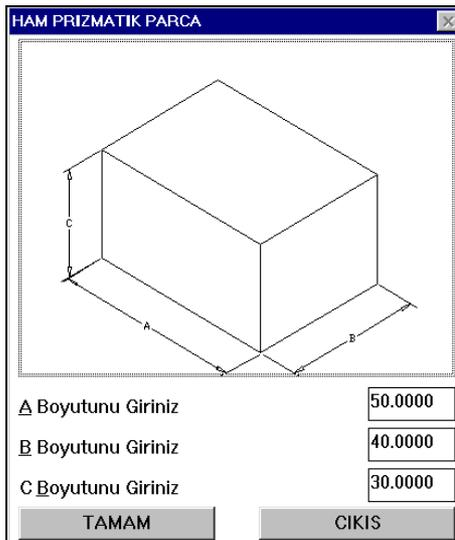 HAM PRIZMATIK PARCA
C
A
B
A Boyutunu Giriniz 50.0000
B Boyutunu Giriniz 40.0000
C Boyutunu Giriniz 30.0000
TAMAM CIKIS